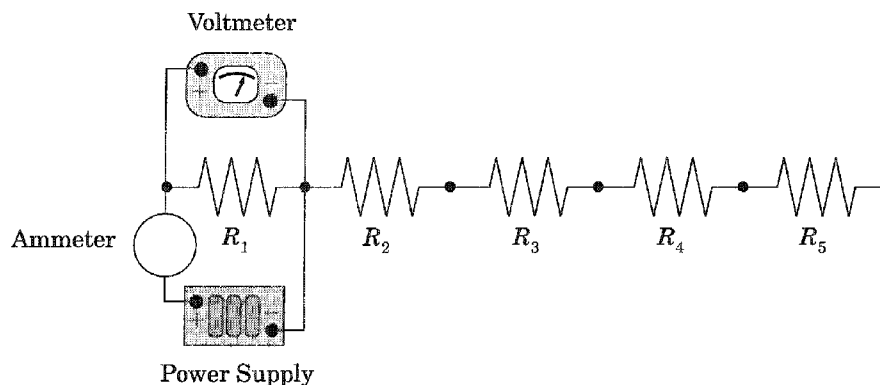 Voltmeter
+ −
Ammeter
R₁ R₂ R₃ R₄ R₅
+ −
Power Supply